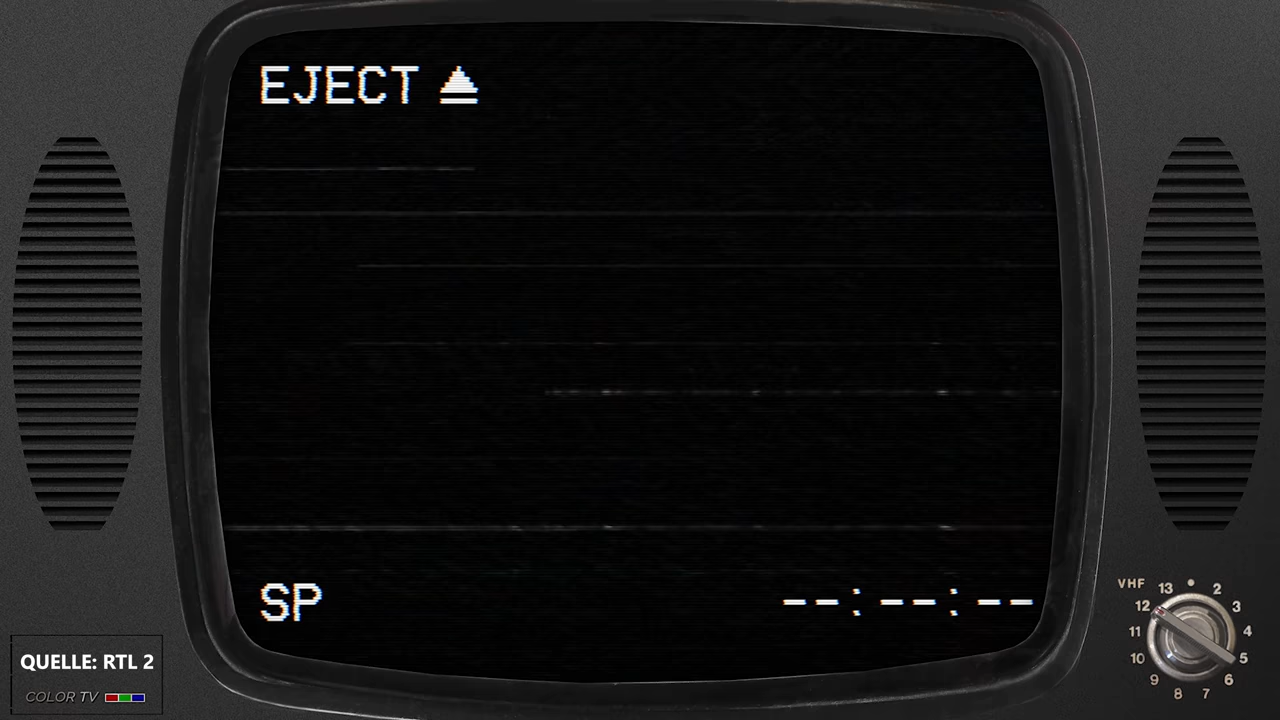 EJECT ⏏
SP
--:--:--
QUELLE: RTL 2
COLOR TV
VHF
13
2
12
3
11
4
10
5
9
6
8
7